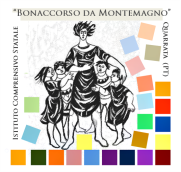 "Bonaccorso da Montemagno"
Istituto Comprensivo Statale
Quarrata (PT)